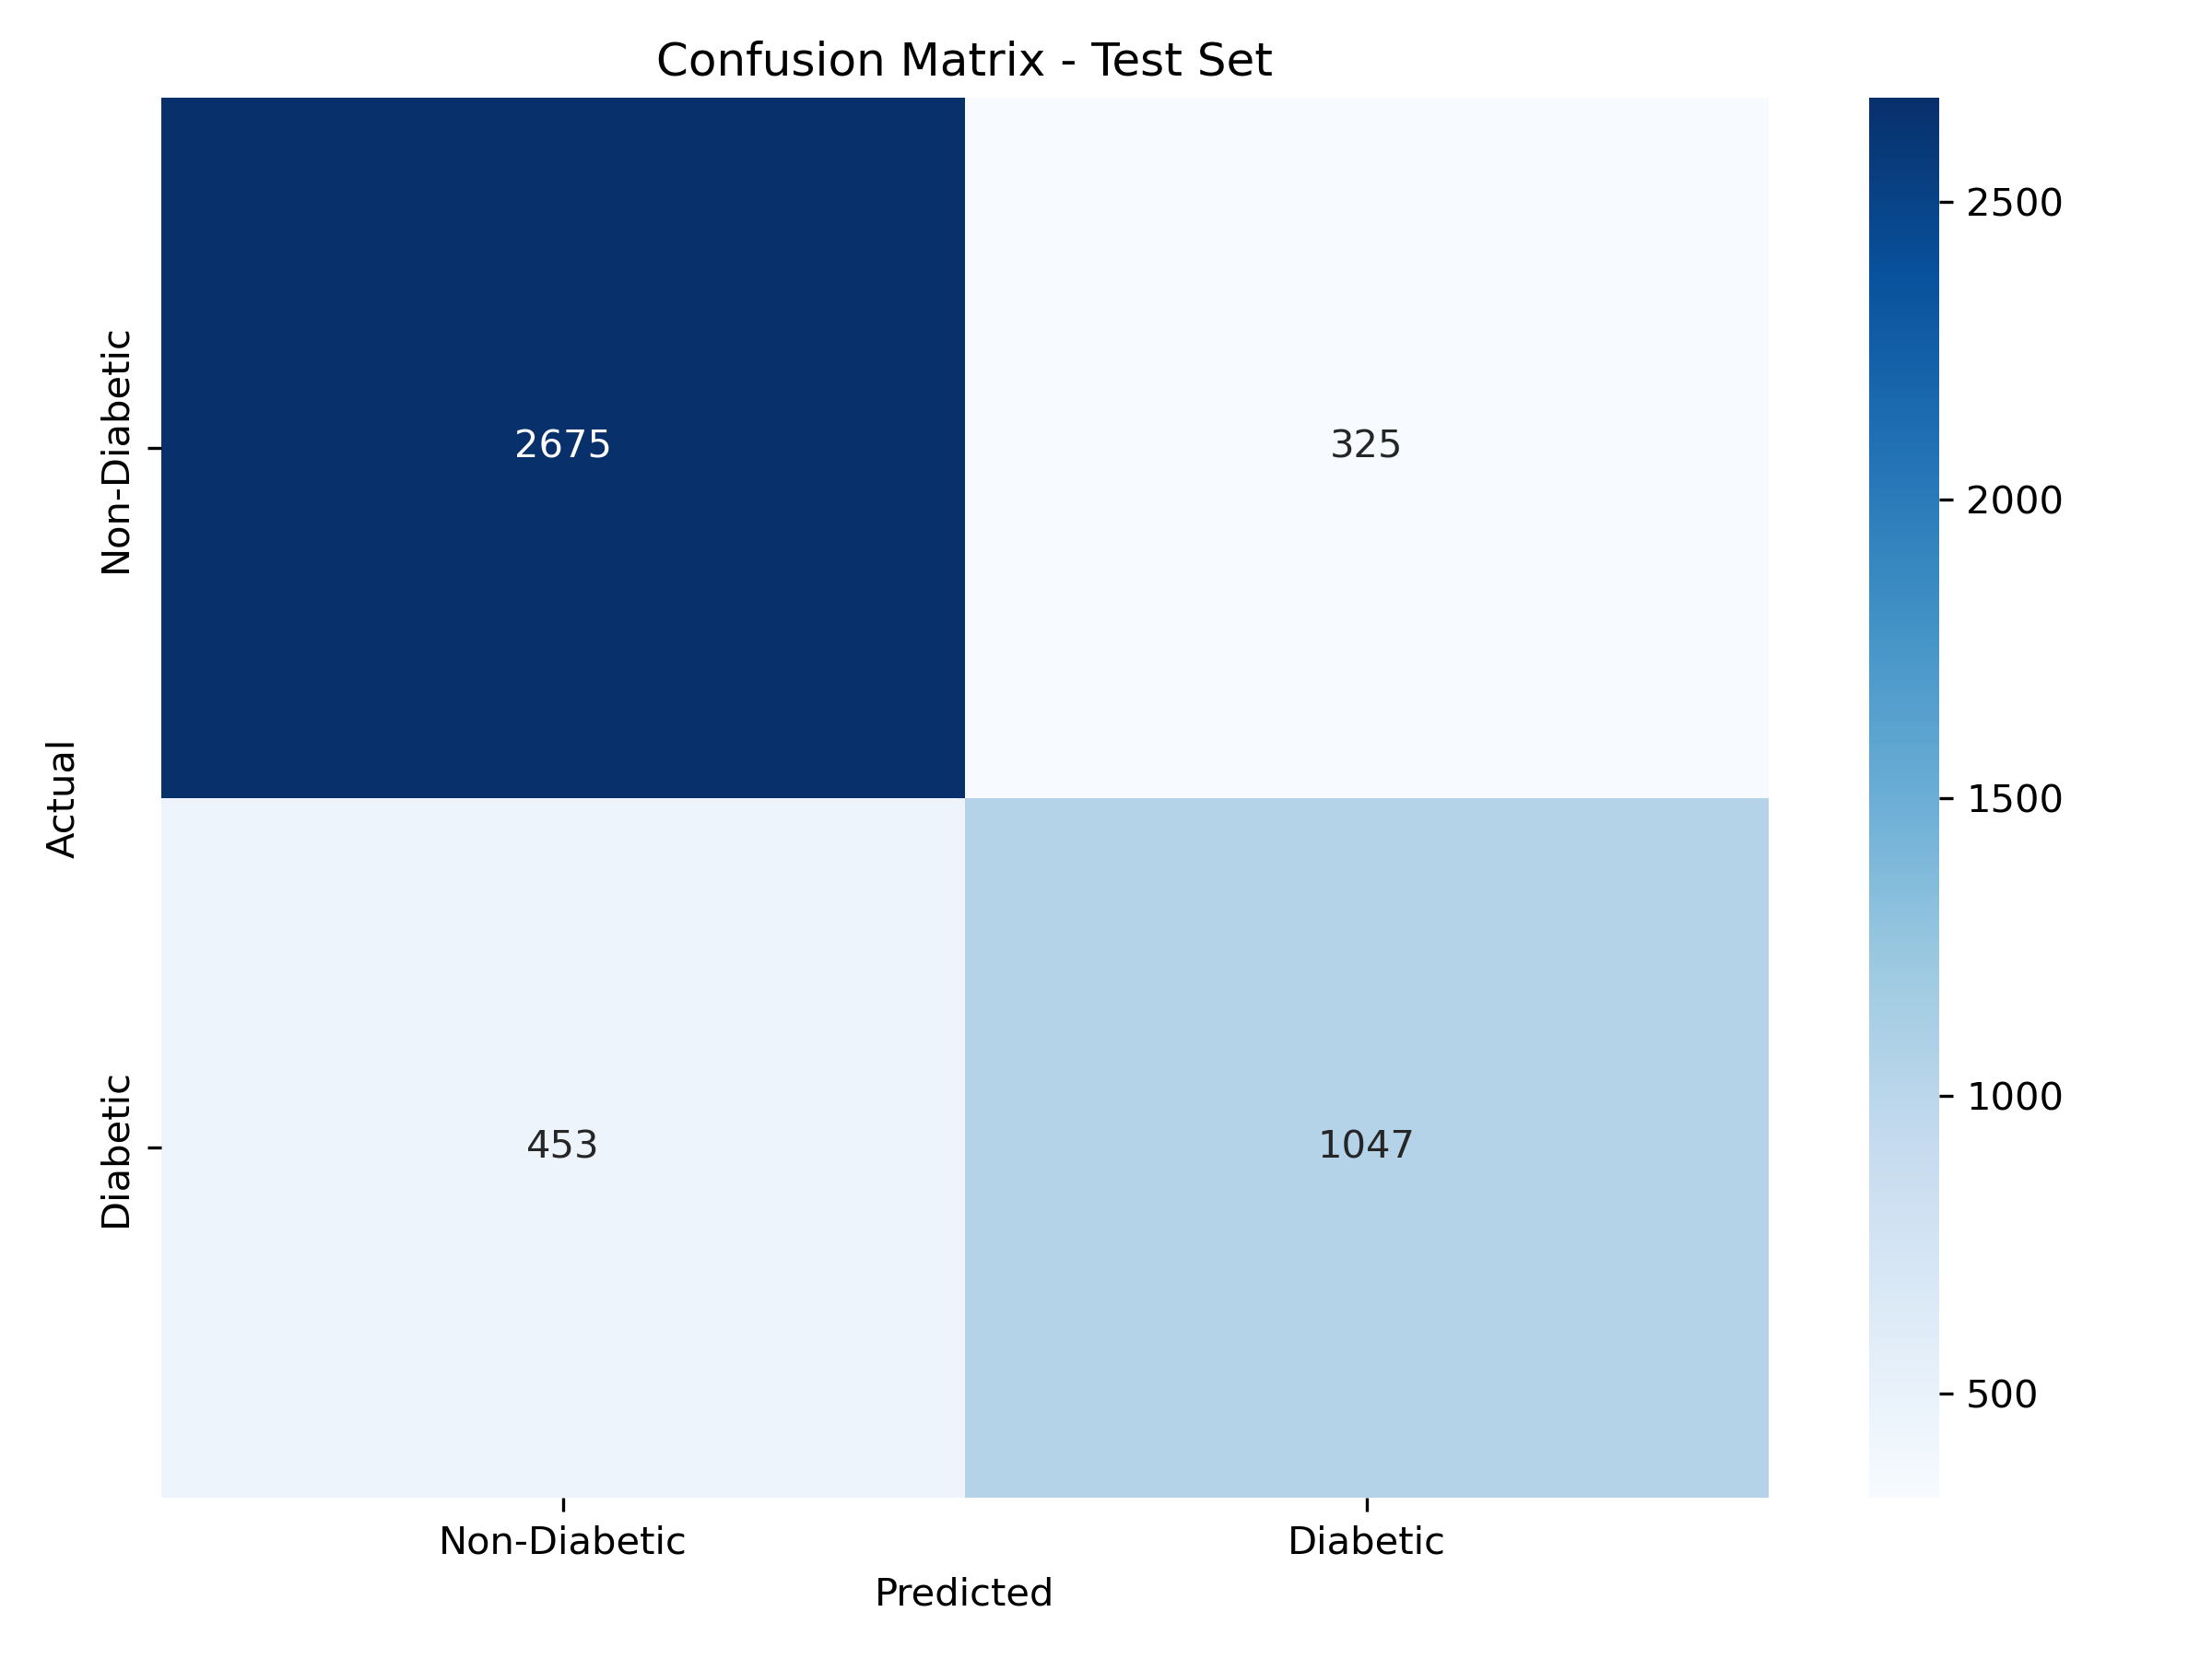 Confusion Matrix - Test Set
Actual
Non-Diabetic
Diabetic
2675
325
453
1047
Non-Diabetic
Diabetic
Predicted
2500
2000
1500
1000
500